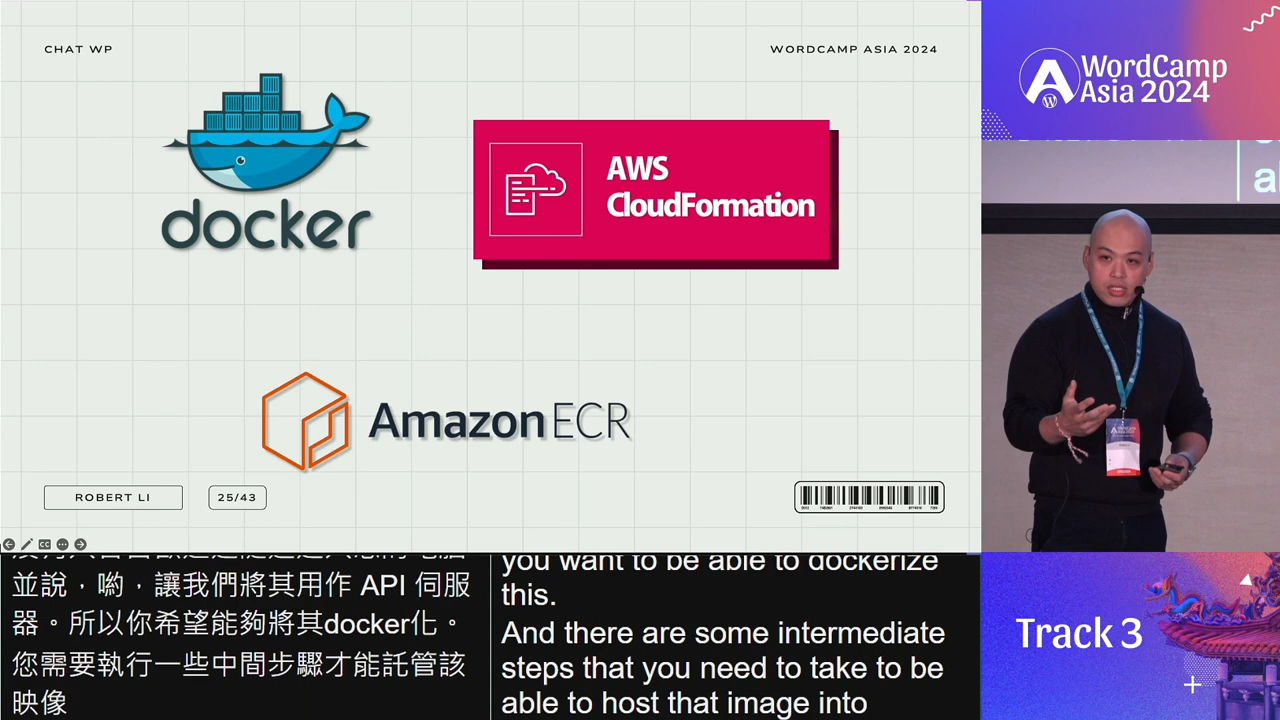 CHAT WP
WORDCAMP ASIA 2024
docker
AWS
CloudFormation
Amazon ECR
ROBERT LI
25/43
WordCamp
Asia 2024
並說，喲，讓我們將其用作 API 伺服
器。所以你希望能夠將其docker化。
您需要執行一些中間步驟才能託管該
映像
you want to be able to dockerize
this.
And there are some intermediate
steps that you need to take to be
able to host that image into
Track 3